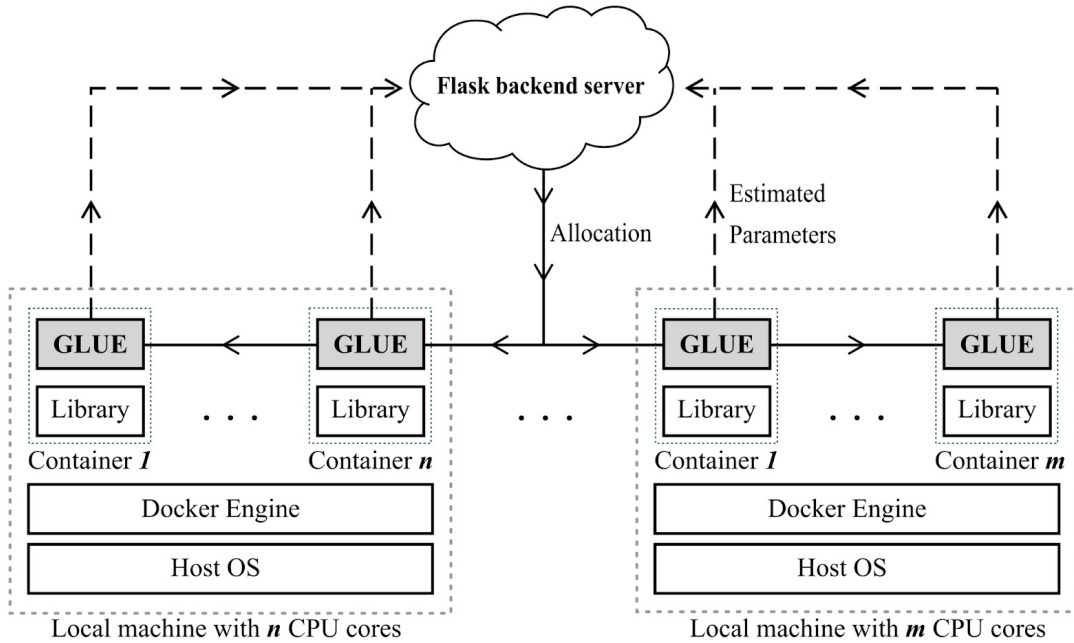 Flask backend server
Estimated
Parameters
Allocation
GLUE GLUE GLUE GLUE
Library . . . Library . . . Library . . . Library
Container 1 Container n Container 1 Container m
Docker Engine Docker Engine
Host OS Host OS
Local machine with n CPU cores Local machine with m CPU cores